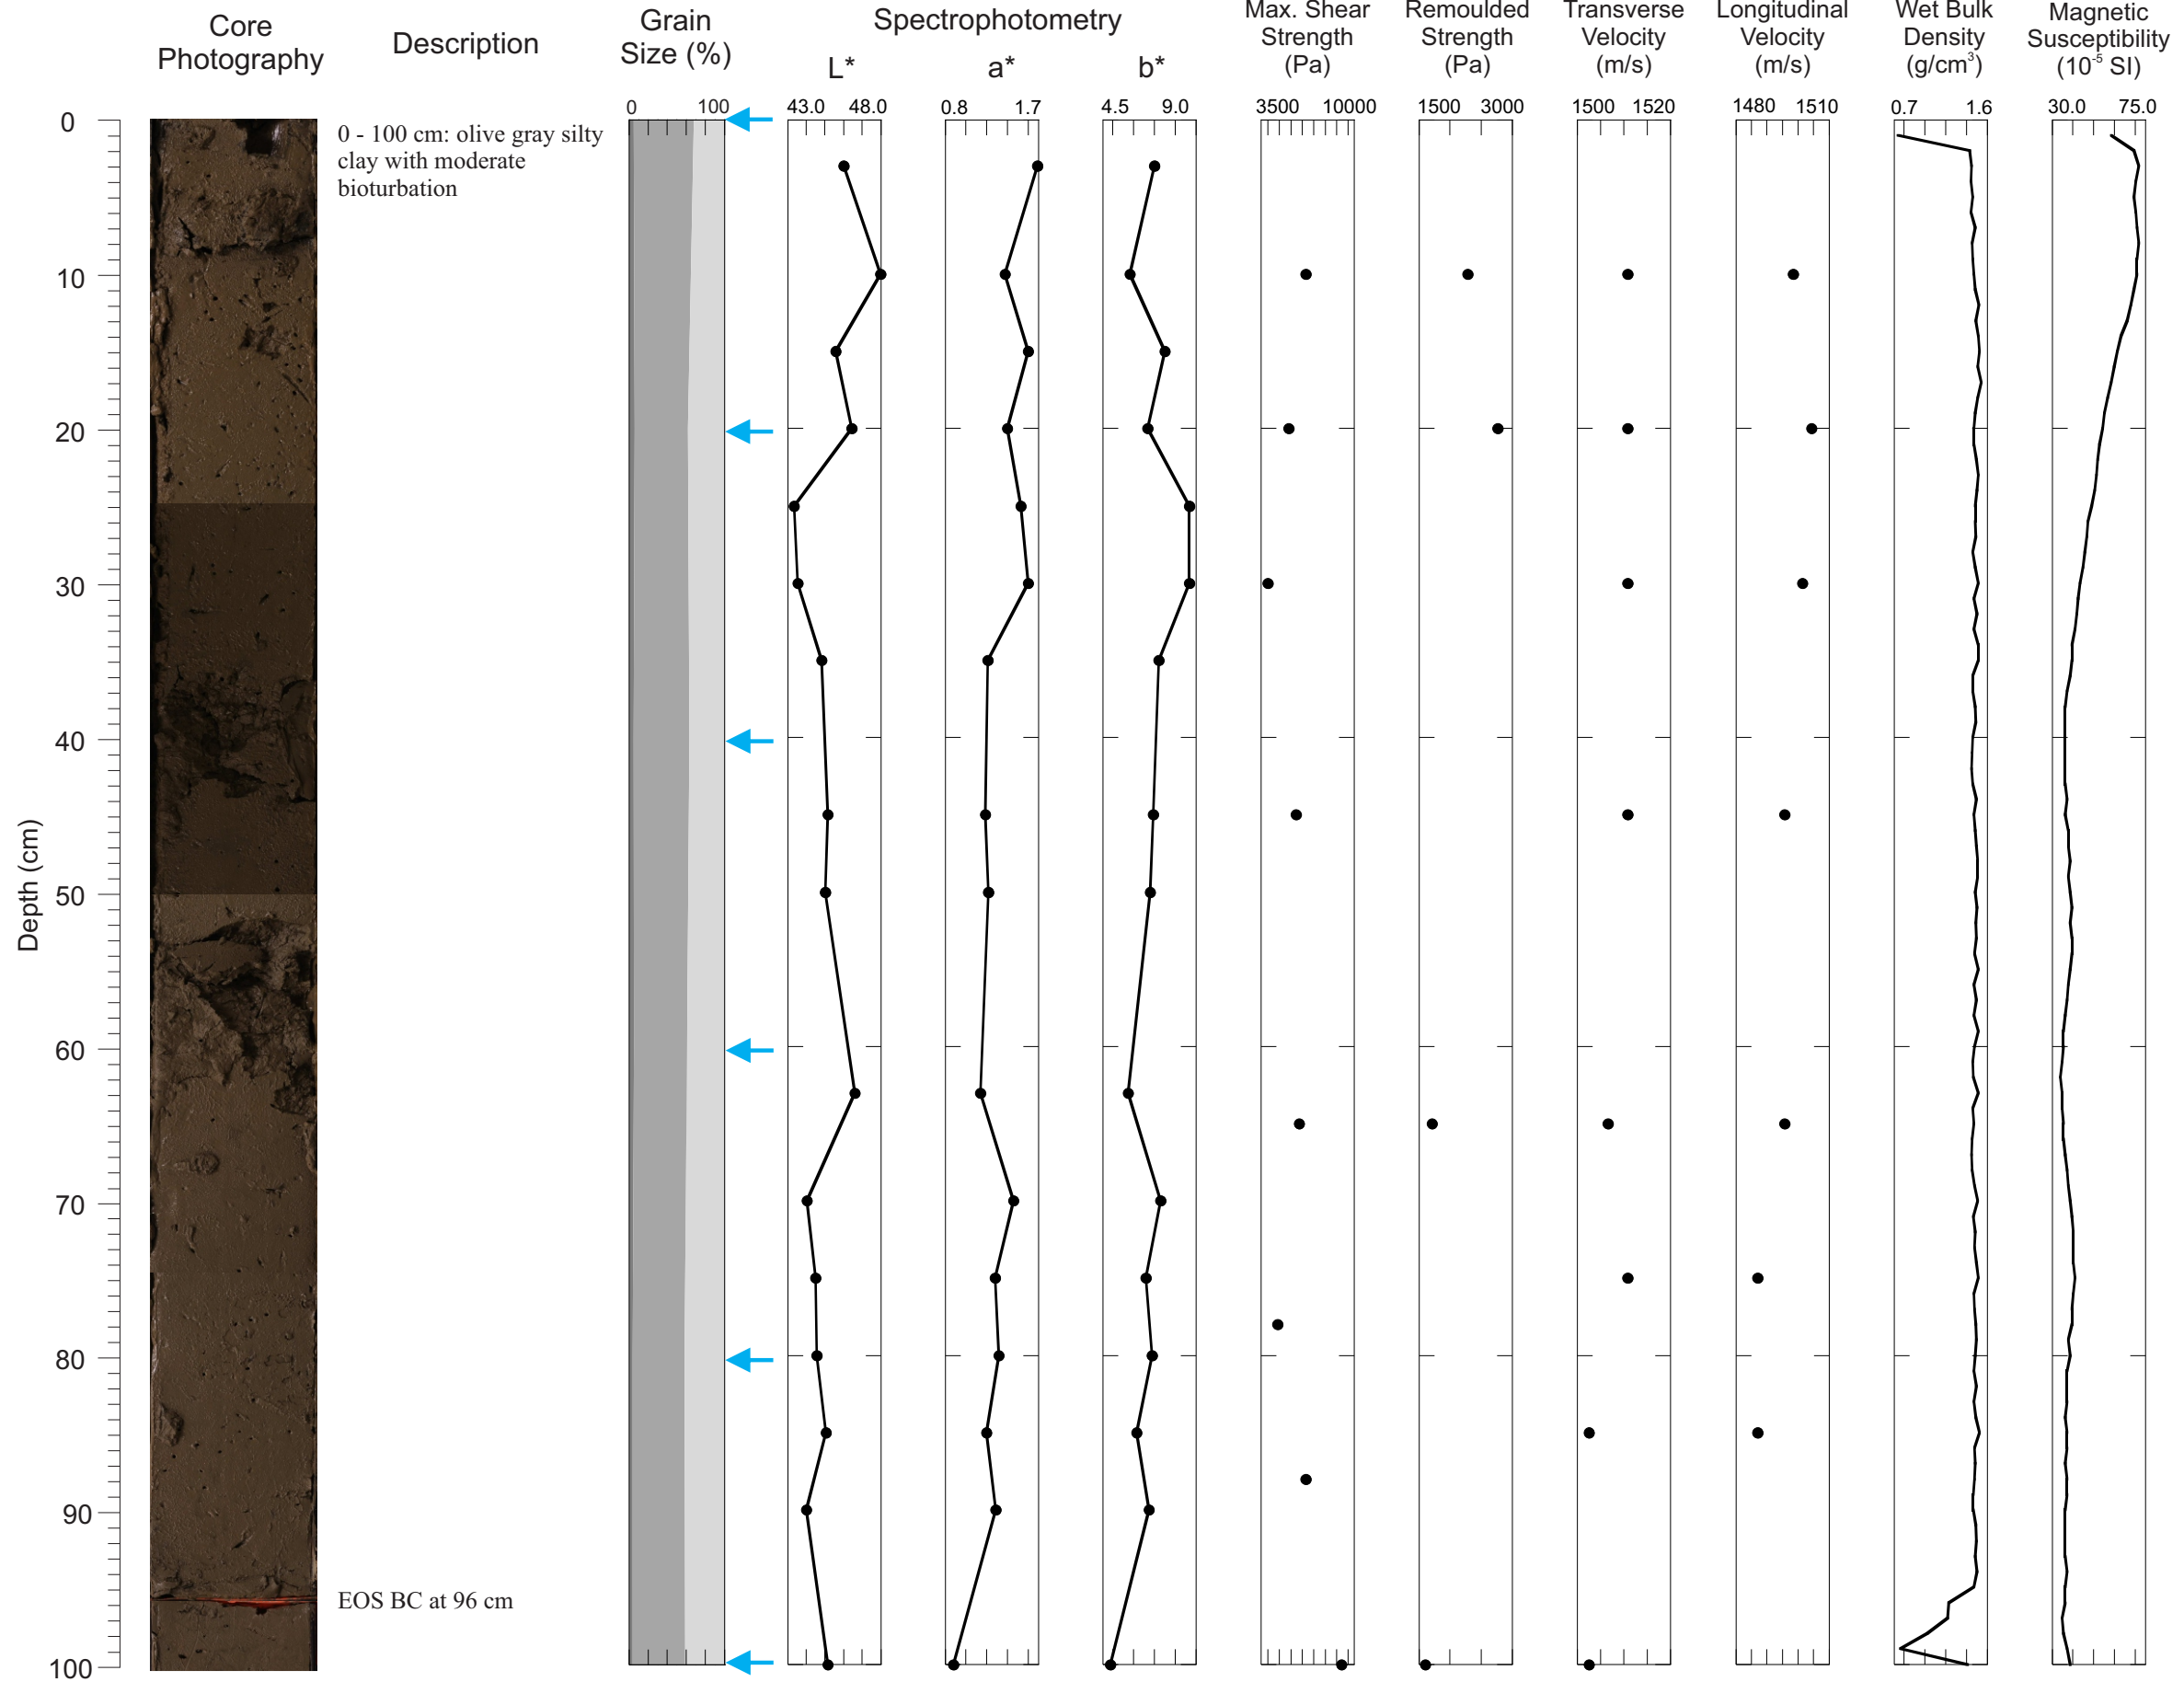 Core
Photography
Description
Grain
Size (%)
Spectrophotometry
L*
a*
b*
Max. Shear
Strength
(Pa)
Remoulded
Strength
(Pa)
Transverse
Velocity
(m/s)
Longitudinal
Velocity
(m/s)
Wet Bulk
Density
(g/cm³)
Magnetic
Susceptibility
(10⁻⁵ SI)
0 100
43.0 48.0
0.8 1.7
4.5 9.0
3500 10000
1500 3000
1500 1520
1480 1510
0.7 1.6
30.0 75.0
0 - 100 cm: olive gray silty
clay with moderate
bioturbation
EOS BC at 96 cm
Depth (cm)
0
10
20
30
40
50
60
70
80
90
100